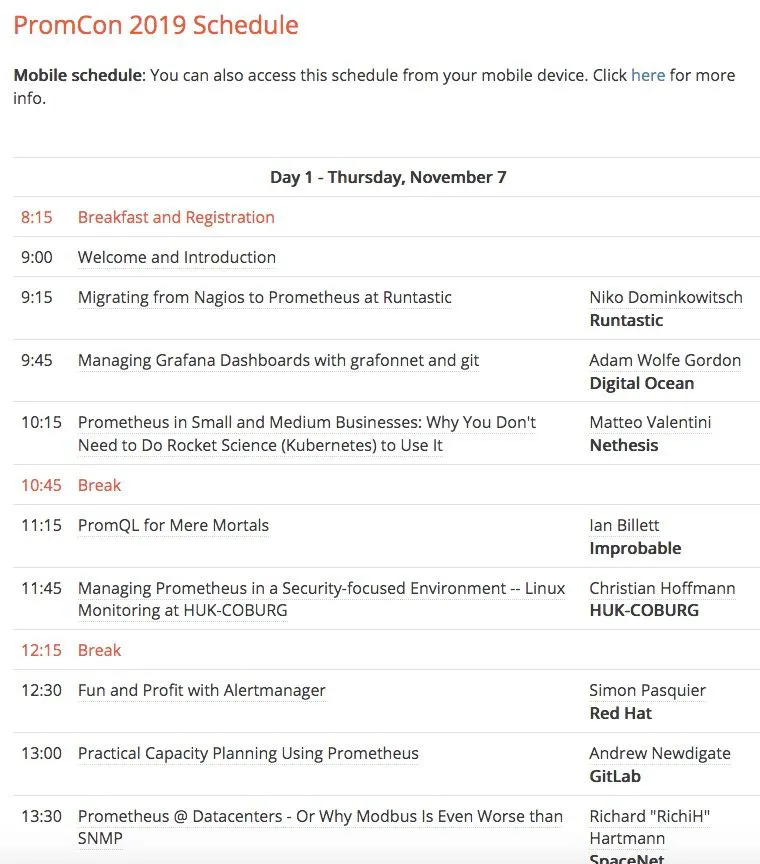 PromCon 2019 Schedule
Mobile schedule: You can also access this schedule from your mobile device. Click here for more
info.
Day 1 - Thursday, November 7
8:15 Breakfast and Registration
9:00 Welcome and Introduction
9:15 Migrating from Nagios to Prometheus at Runtastic Niko Dominkowitsch
Runtastic
9:45 Managing Grafana Dashboards with grafonnet and git Adam Wolfe Gordon
Digital Ocean
10:15 Prometheus in Small and Medium Businesses: Why You Don't Matteo Valentini
Need to Do Rocket Science (Kubernetes) to Use It Nethesis
10:45 Break
11:15 PromQL for Mere Mortals Ian Billett
Improbable
11:45 Managing Prometheus in a Security-focused Environment -- Linux Christian Hoffmann
Monitoring at HUK-COBURG HUK-COBURG
12:15 Break
12:30 Fun and Profit with Alertmanager Simon Pasquier
Red Hat
13:00 Practical Capacity Planning Using Prometheus Andrew Newdigate
GitLab
13:30 Prometheus @ Datacenters - Or Why Modbus Is Even Worse than Richard "RichiH"
SNMP Hartmann
SpaceNet